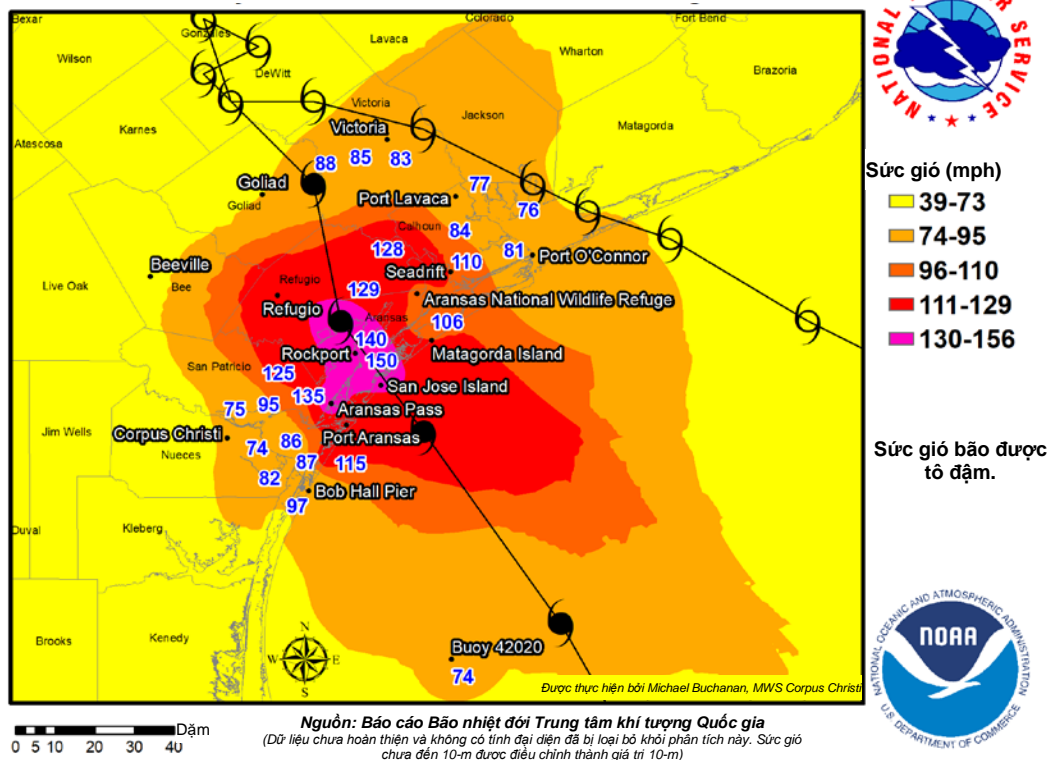 Bexar
Gonzales
Colorado
Fort Bend
Lavaca
Wilson
DeWitt
Wharton
Brazoria
Victoria
Jackson
Karnes
Matagorda
Atascosa
Victoria
88 85 83
77
Goliad
Goliad
Port Lavaca
76
Calhoun
84
128
81
Port O'Connor
110
Seadrift
Beeville
Bee
Live Oak
Refugio
129
Aransas National Wildlife Refuge
Refugio
Aransas
106
140
Matagorda Island
Rockport
150
San Patricio
125
San Jose Island
135
75 95
Aransas Pass
Jim Wells
Corpus Christi
Port Aransas
74 86
Nueces
87 115
82
Bob Hall Pier
97
Duval
Kleberg
Brooks
Kenedy
N
W E
S
Buoy 42020
74
Được thực hiện bởi Michael Buchanan, MWS Corpus Christi
0 5 10 20 30 40
Dặm
Nguồn: Báo cáo Bão nhiệt đới Trung tâm khí tượng Quốc gia
(Dữ liệu chưa hoàn thiện và không có tính đại diện đã bị loại bỏ khỏi phân tích này. Sức gió
chưa đến 10-m được điều chỉnh thành giá trị 10-m)
NATIONAL SERVICE
Sức gió (mph)
39-73
74-95
96-110
111-129
130-156
Sức gió bão được
tô đậm.
NATIONAL OCEANIC AND ATMOSPHERIC ADMINISTRATION
NOAA
U.S. DEPARTMENT OF COMMERCE